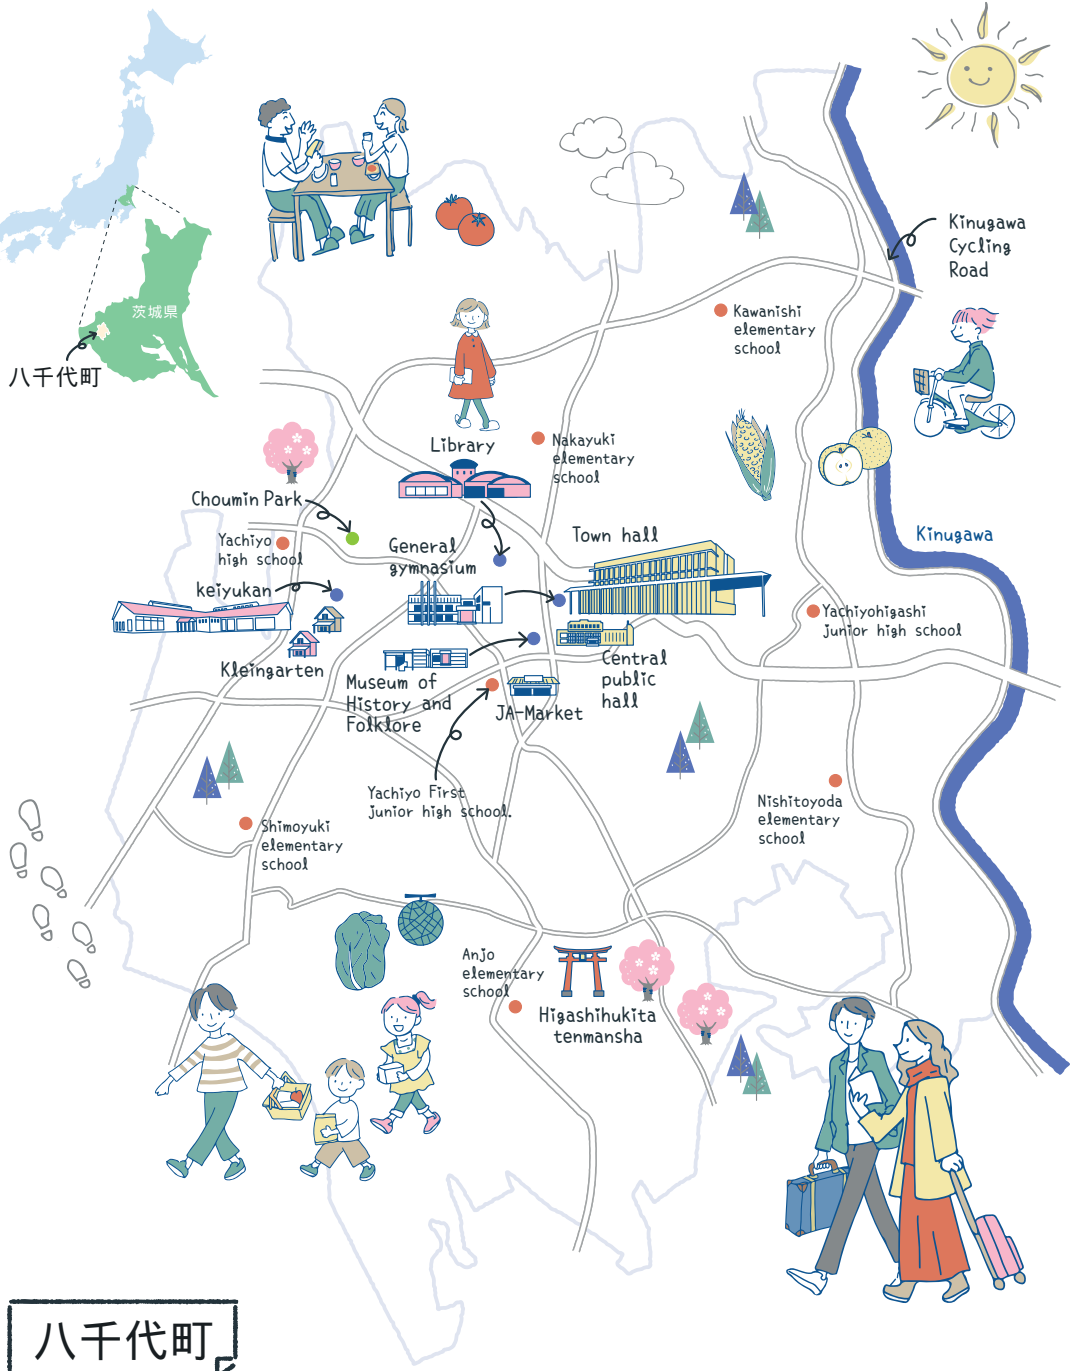 茨城県
八千代町
Kinugawa
Cycling
Road
Kawanishi
elementary
school
Library
Nakayuki
elementary
school
Choumin Park
Yachiyo
high school
General
gymnasium
Town hall
Kinugawa
keiyukan
Yachiyohigashi
junior high school
Kleingarten
Museum of
History and
Folklore
Central
public
hall
JA-Market
Yachiyo First
junior high school.
Nishitoyoda
elementary
school
Shimoyuki
elementary
school
Anjo
elementary
school
Higashihukita
tenmansha
八千代町